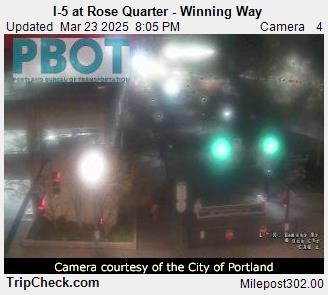 I-5 at Rose Quarter - Winning Way
Updated Mar 23 2025 8:05 PM Camera 4
PBOT
PORTLAND BUREAU OF TRANSPORTATION
Camera courtesy of the City of Portland
TripCheck.com Milepost302.00